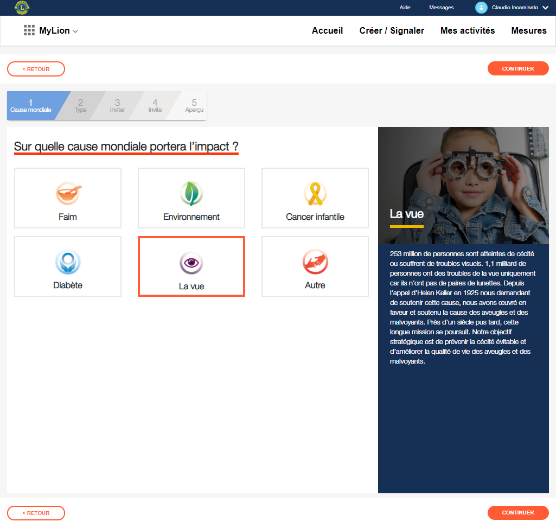 L
Aide
Messages
Claudio Incorninato
MyLion
Accueil
Créer / Signaler
Mes activités
Mesures
< RETOUR
CONTINUER
1
Cause mondiale
2
Type
3
Initier
4
Invite
5
Aperçu
Sur quelle cause mondiale portera l'impact ?
Faim
Environnement
Cancer infantile
Diabète
La vue
Autre
La vue
253 million de personnes sont atteintes de cécité
ou souffrent de troubles visuels. 1,1 milliard de
personnes ont des troubles de la vue uniquement
car ils n'ont pas de paires de lunettes. Depuis
l'appel d'Helen Keller en 1925 nous demandant
de soutenir cette cause, nous avons œuvré en
faveur et soutenu la cause des aveugles et des
malvoyants. Près d'un siècle pus tard, cette
longue mission se poursuit. Notre objectif
stratégique est de prévenir la cécité évitable et
d'améliorer la qualité de vie des aveugles et des
malvoyants.
< RETOUR
CONTINUER